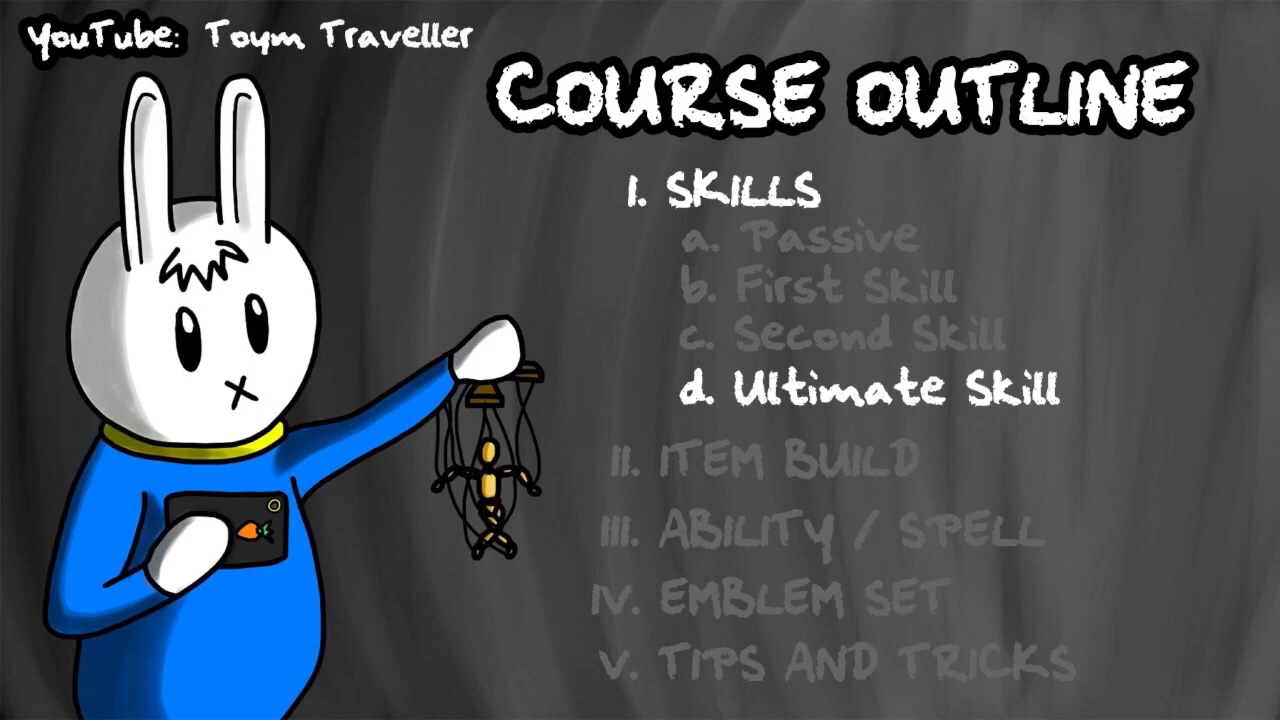 YouTube: Toym Traveller
COURSE OUTLINE
I. SKILLS
a. Passive
b. First Skill
c. Second Skill
d. Ultimate Skill
II. ITEM BUILD
III. ABILITY / SPELL
IV. EMBLEM SET
V. TIPS AND TRICKS